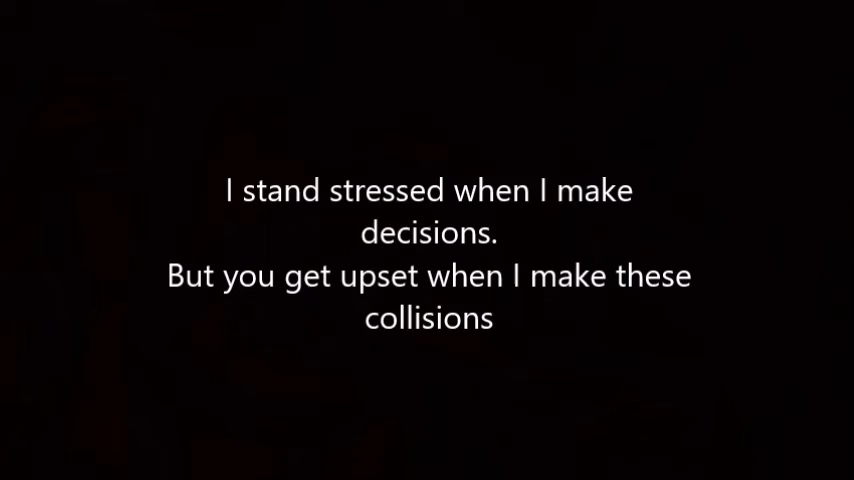 I stand stressed when I make
decisions.
But you get upset when I make these
collisions